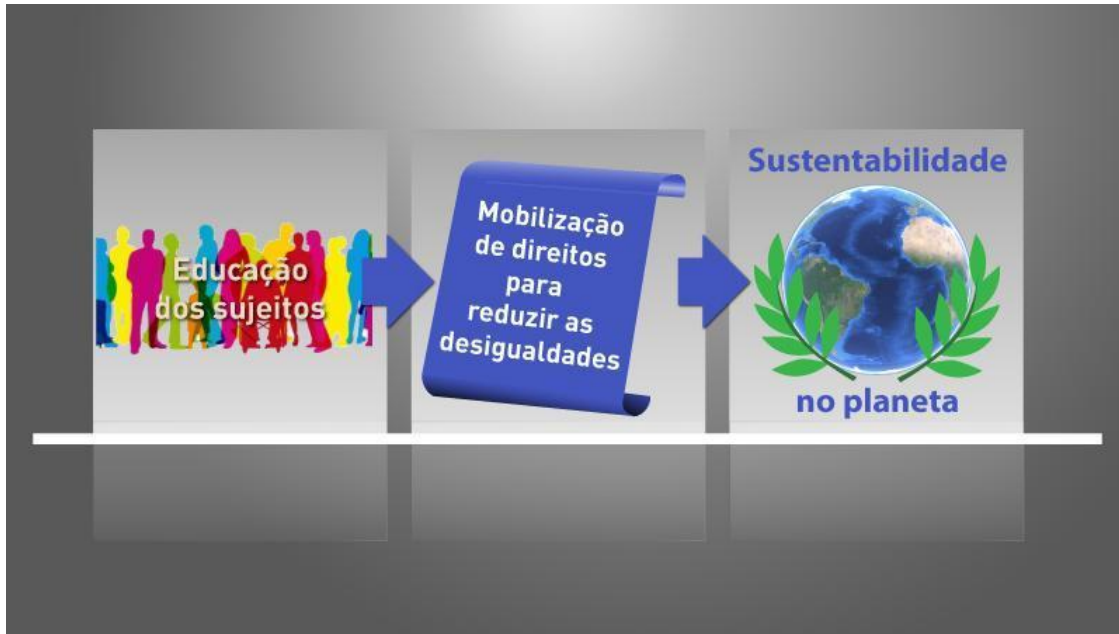 Educação
dos sujeitos
Mobilização
de direitos
para
reduzir as
desigualdades
Sustentabilidade
no planeta